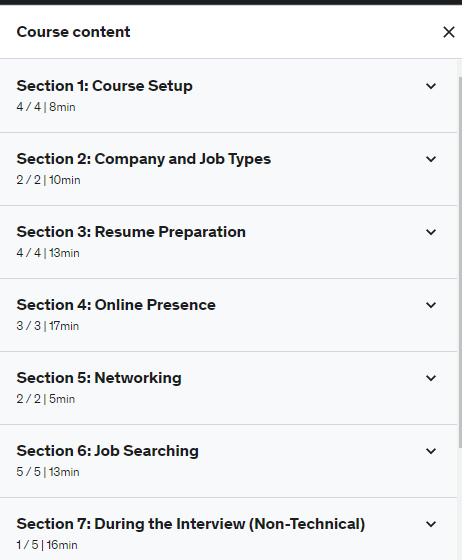 Course content
Section 1: Course Setup
4 / 4 | 8min
Section 2: Company and Job Types
2 / 2 | 10min
Section 3: Resume Preparation
4 / 4 | 13min
Section 4: Online Presence
3 / 3 | 17min
Section 5: Networking
2 / 2 | 5min
Section 6: Job Searching
5 / 5 | 13min
Section 7: During the Interview (Non-Technical)
1 / 5 | 16min